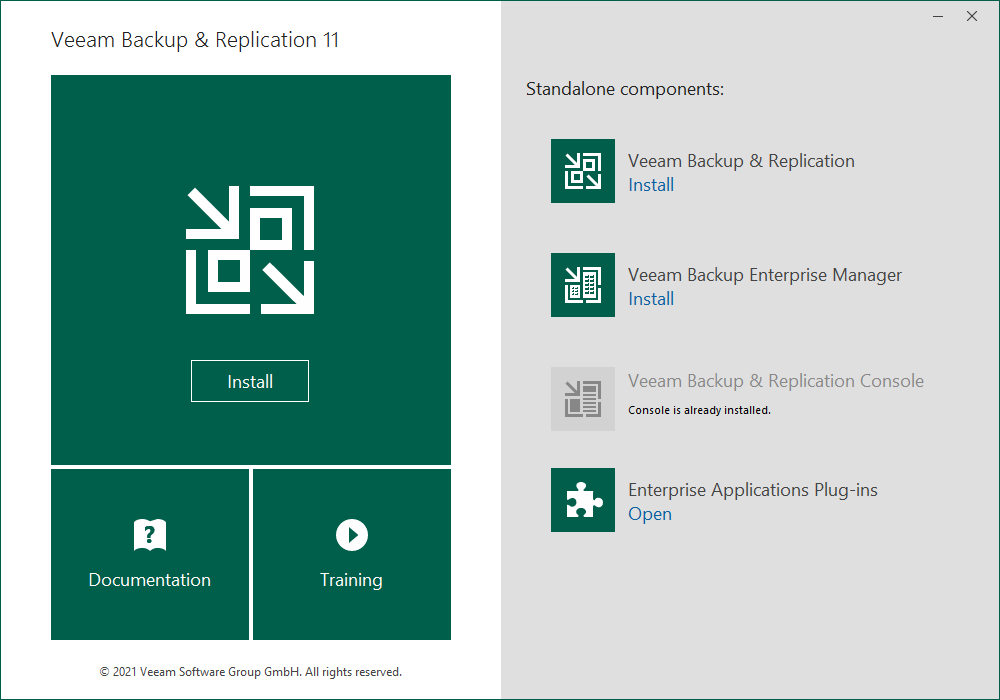 Veeam Backup & Replication 11
Install
Documentation
Training
© 2021 Veeam Software Group GmbH. All rights reserved.
Standalone components:
Veeam Backup & Replication
Install
Veeam Backup Enterprise Manager
Install
Veeam Backup & Replication Console
Console is already installed.
Enterprise Applications Plug-ins
Open